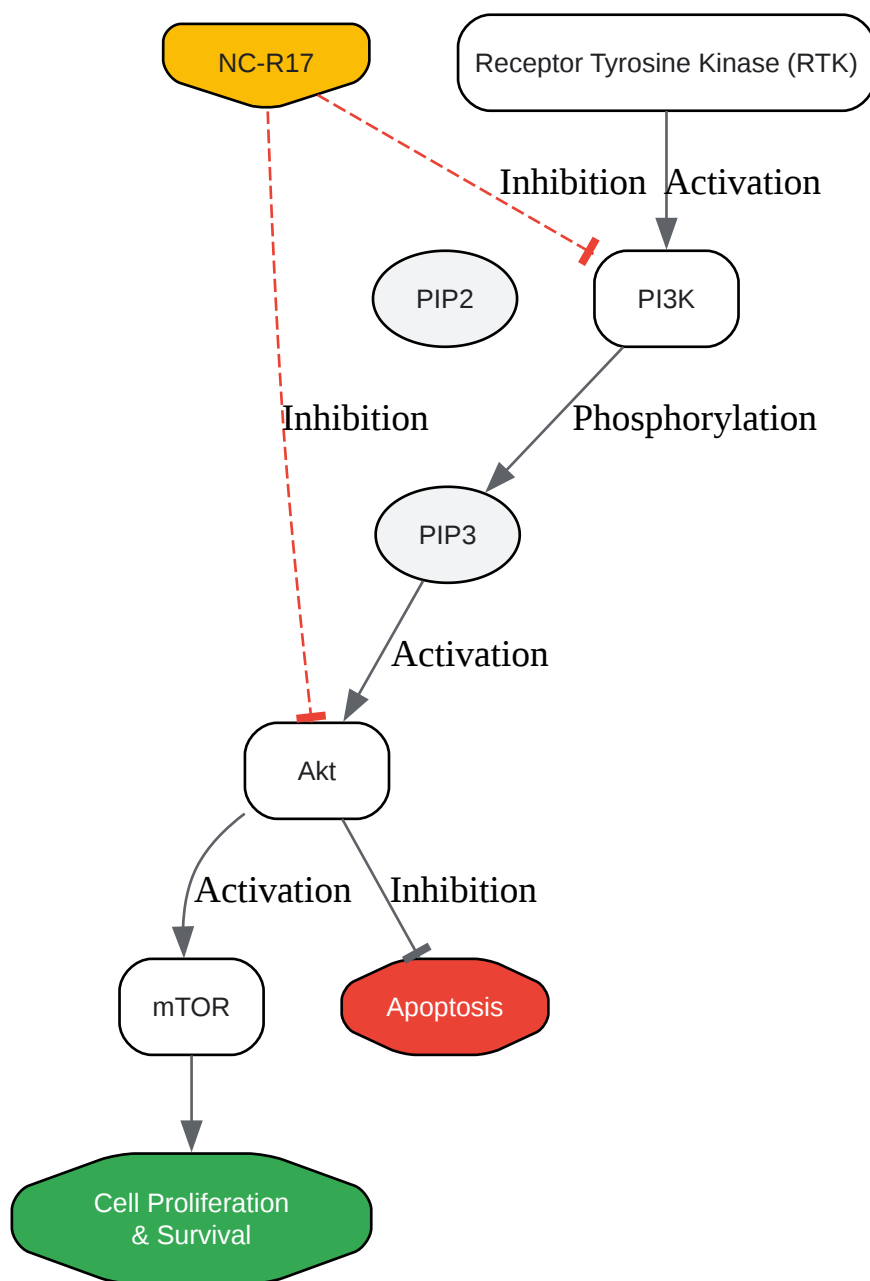 NC-R17
Receptor Tyrosine Kinase (RTK)
Inhibition
Activation
PIP2
PI3K
Inhibition
Phosphorylation
PIP3
Activation
Akt
Activation
Inhibition
mTOR
Apoptosis
Cell Proliferation
& Survival